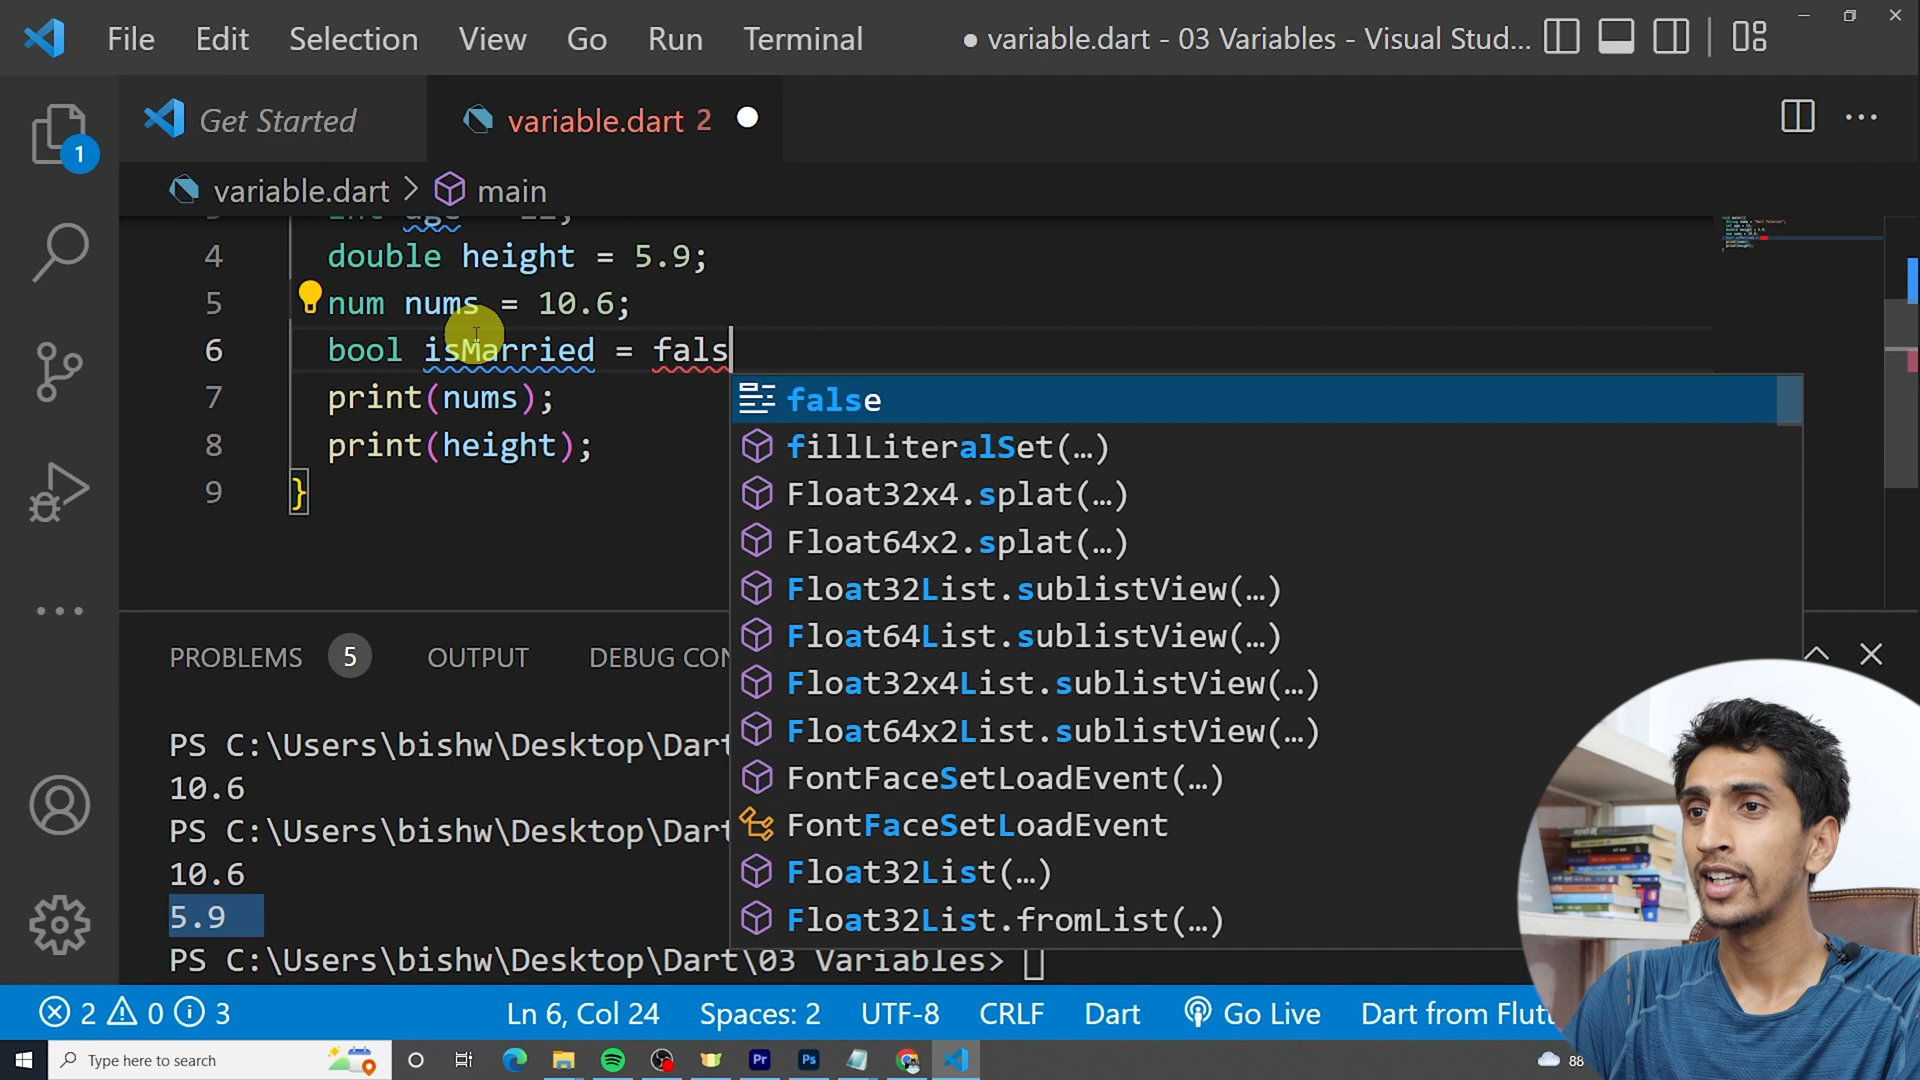 File Edit Selection View Go Run Terminal ● variable.dart - 03 Variables - Visual Stud...
Get Started variable.dart 2
1
variable.dart > main
4 double height = 5.9;
5 num nums = 10.6;
6 bool isMarried = fals
7 print(nums);
8 print(height);
9 }
false
fillLiteralSet(…)
Float32x4.splat(…)
Float64x2.splat(…)
Float32List.sublistView(…)
Float64List.sublistView(…)
Float32x4List.sublistView(…)
Float64x2List.sublistView(…)
FontFaceSetLoadEvent(…)
FontFaceSetLoadEvent
Float32List(…)
Float32List.fromList(…)
PROBLEMS 5 OUTPUT DEBUG CON
PS C:\Users\bishw\Desktop\Dart
10.6
PS C:\Users\bishw\Desktop\Dart
10.6
5.9
PS C:\Users\bishw\Desktop\Dart\03 Variables>
2 0 3 Ln 6, Col 24 Spaces: 2 UTF-8 CRLF Dart Go Live Dart from Flutt
Type here to search Pr Ps 88